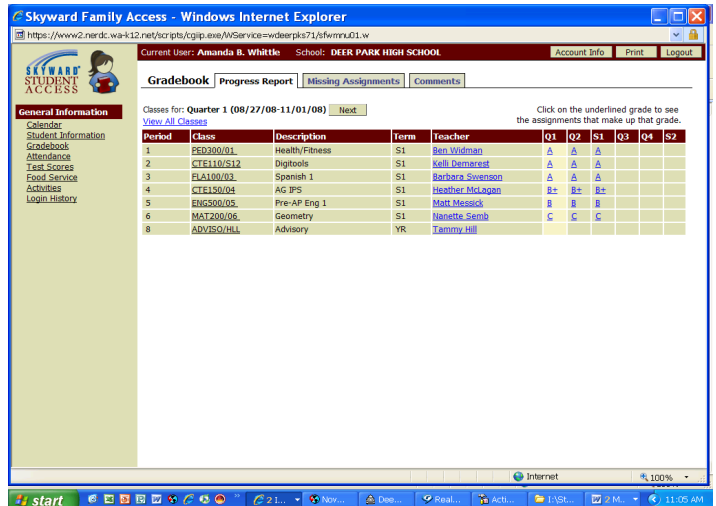 Skyward Family Access - Windows Internet Explorer
https://www2.nerdc.wa-k12.net/scripts/cgiip.exe/WService=wdeerpks71/sfwmnu01.w
Current User: Amanda B. Whittle School: DEER PARK HIGH SCHOOL Account Info Print Logout
SKYWARD
STUDENT
ACCESS
Gradebook Progress Report Missing Assignments Comments
General Information
Calendar
Student Information
Gradebook
Attendance
Test Scores
Food Service
Activities
Login History
Classes for: Quarter 1 (08/27/08-11/01/08) Next
View All Classes
Click on the underlined grade to see
the assignments that make up that grade.
Period Class Description Term Teacher Q1 Q2 S1 Q3 Q4 S2
1 PED300/01 Health/Fitness S1 Ben Widman A A A
2 CTE110/S12 Digitools S1 Kelli Demarest A A A
3 FLA100/03 Spanish 1 S1 Barbara Swenson A A A
4 CTE150/04 AG IPS S1 Heather McLagan B+ B+ B+
5 ENG500/05 Pre-AP Eng 1 S1 Matt Messick B B B
6 MAT200/06 Geometry S1 Nanette Semb C C C
8 ADVISO/HLL Advisory YR Tammy Hill
Internet 100%
start 2 I... Nov... Dee... Real... Acti... I:\St... 2 M... 11:05 AM